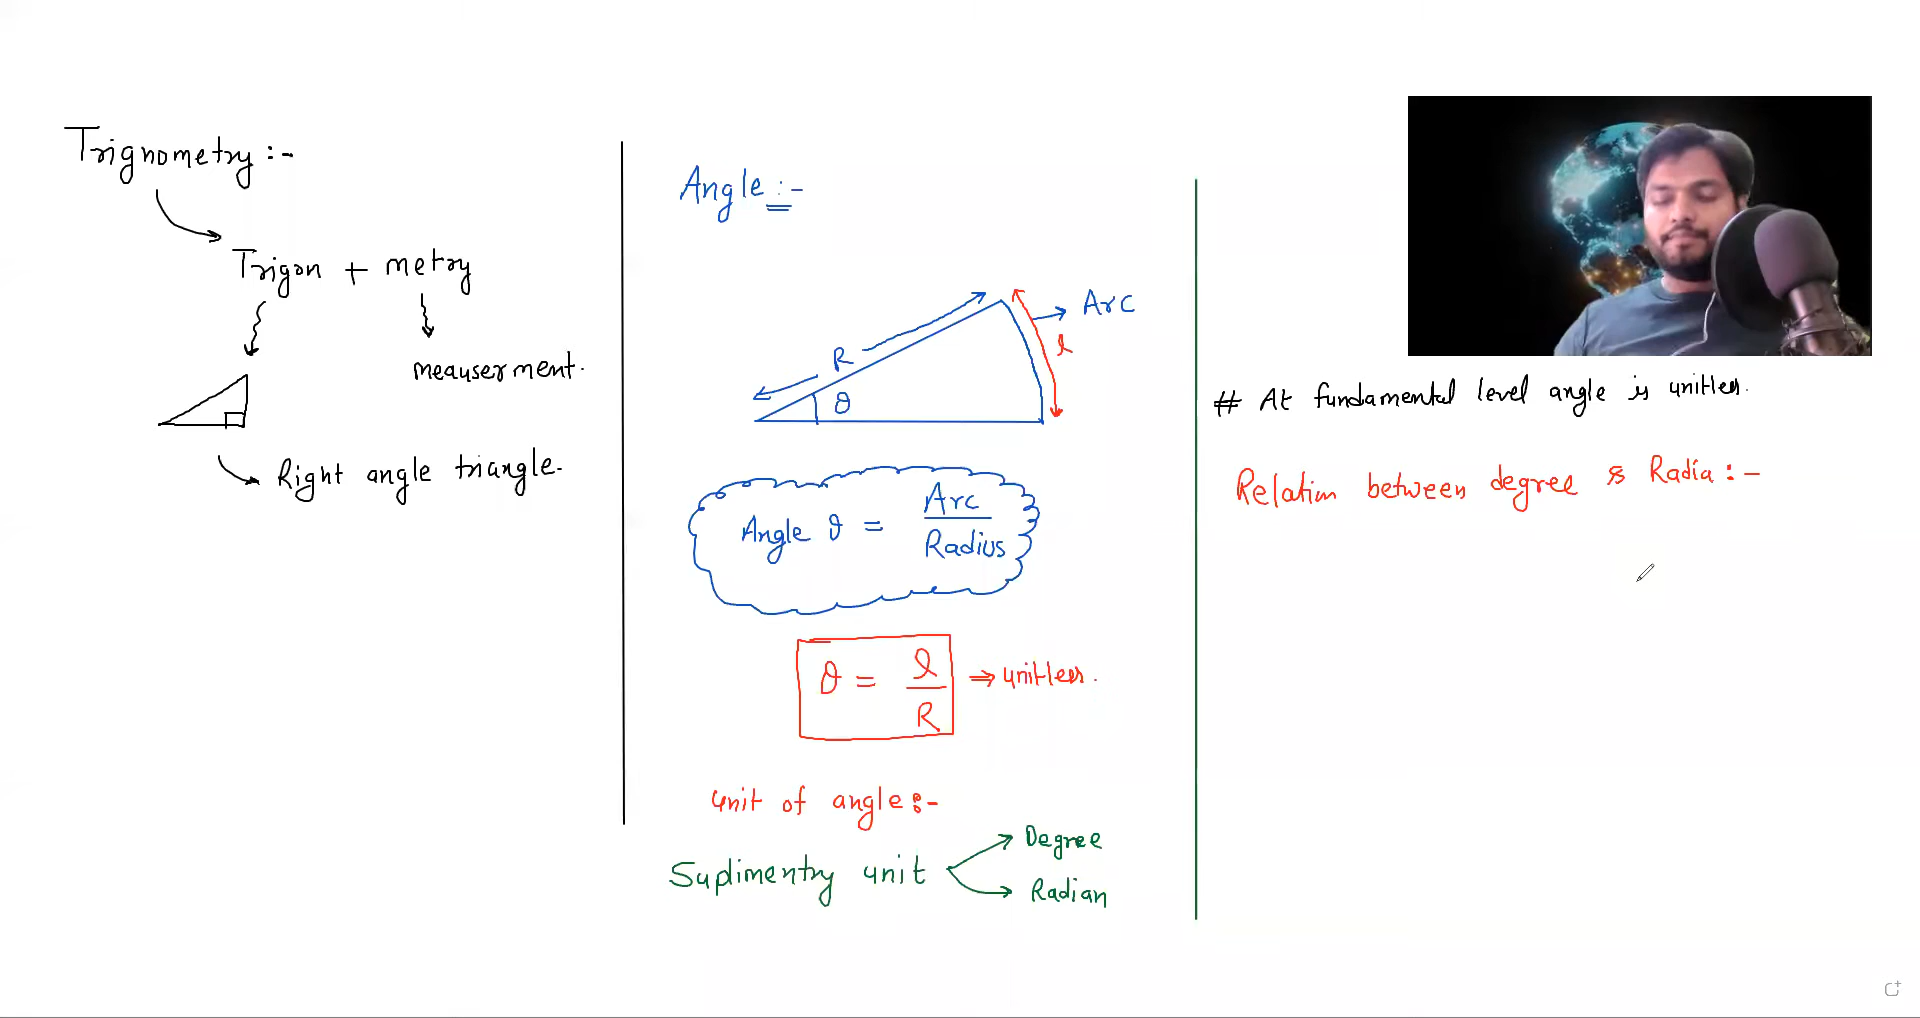 Trignometry :-
Trigon + metry
meauserment.
Right angle triangle.
Angle :-
Arc
R
l
θ
Angle θ = Arc / Radius
θ = l / R ⇒ unitless.
unit of angle :-
Suplimentry unit
Degree
Radian
# At fundamental level angle is unitless.
Relation between degree & Radia :-